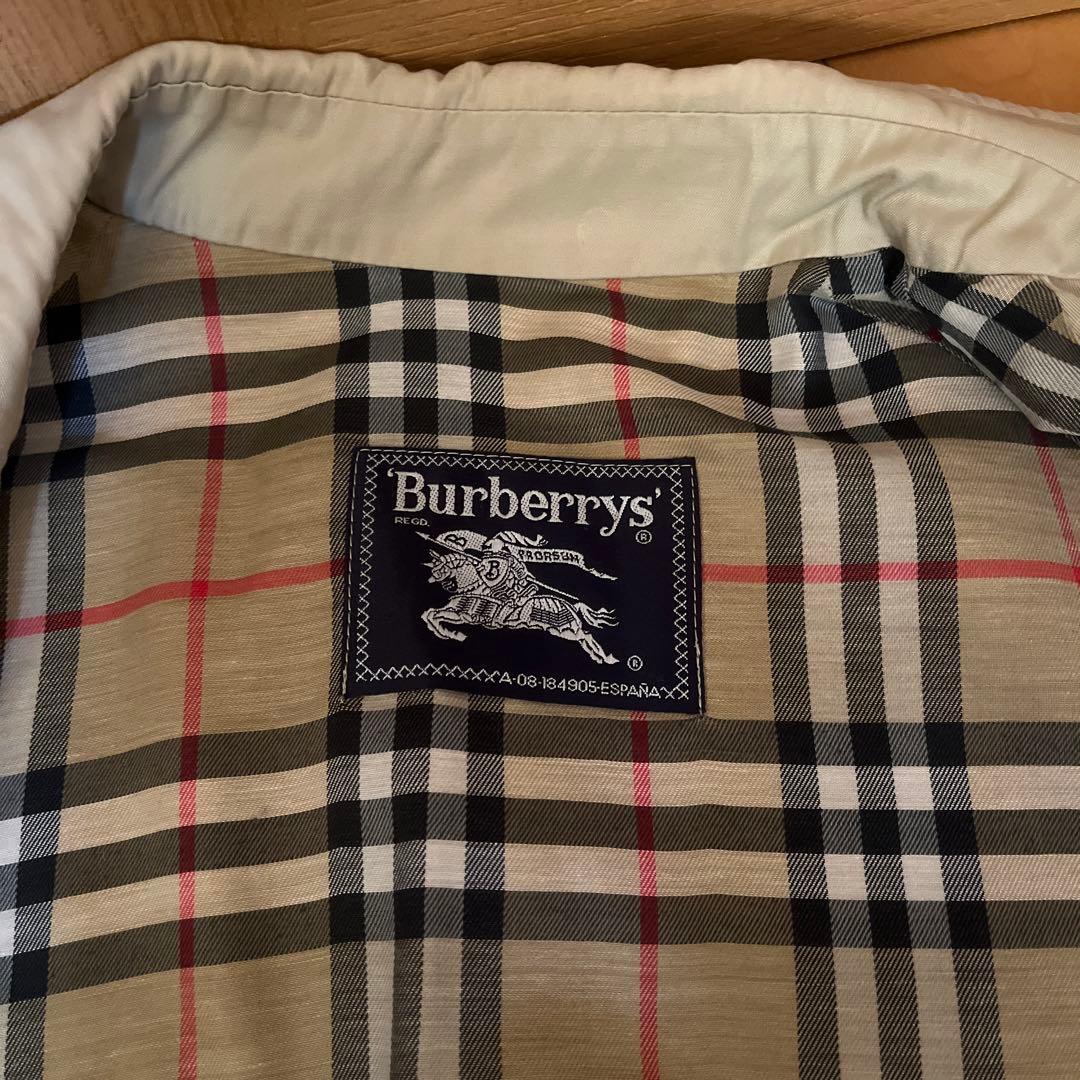 'Burberrys'
REGD.
®
B
PRORSUM
B
®
A-08-184905-ESPAÑA